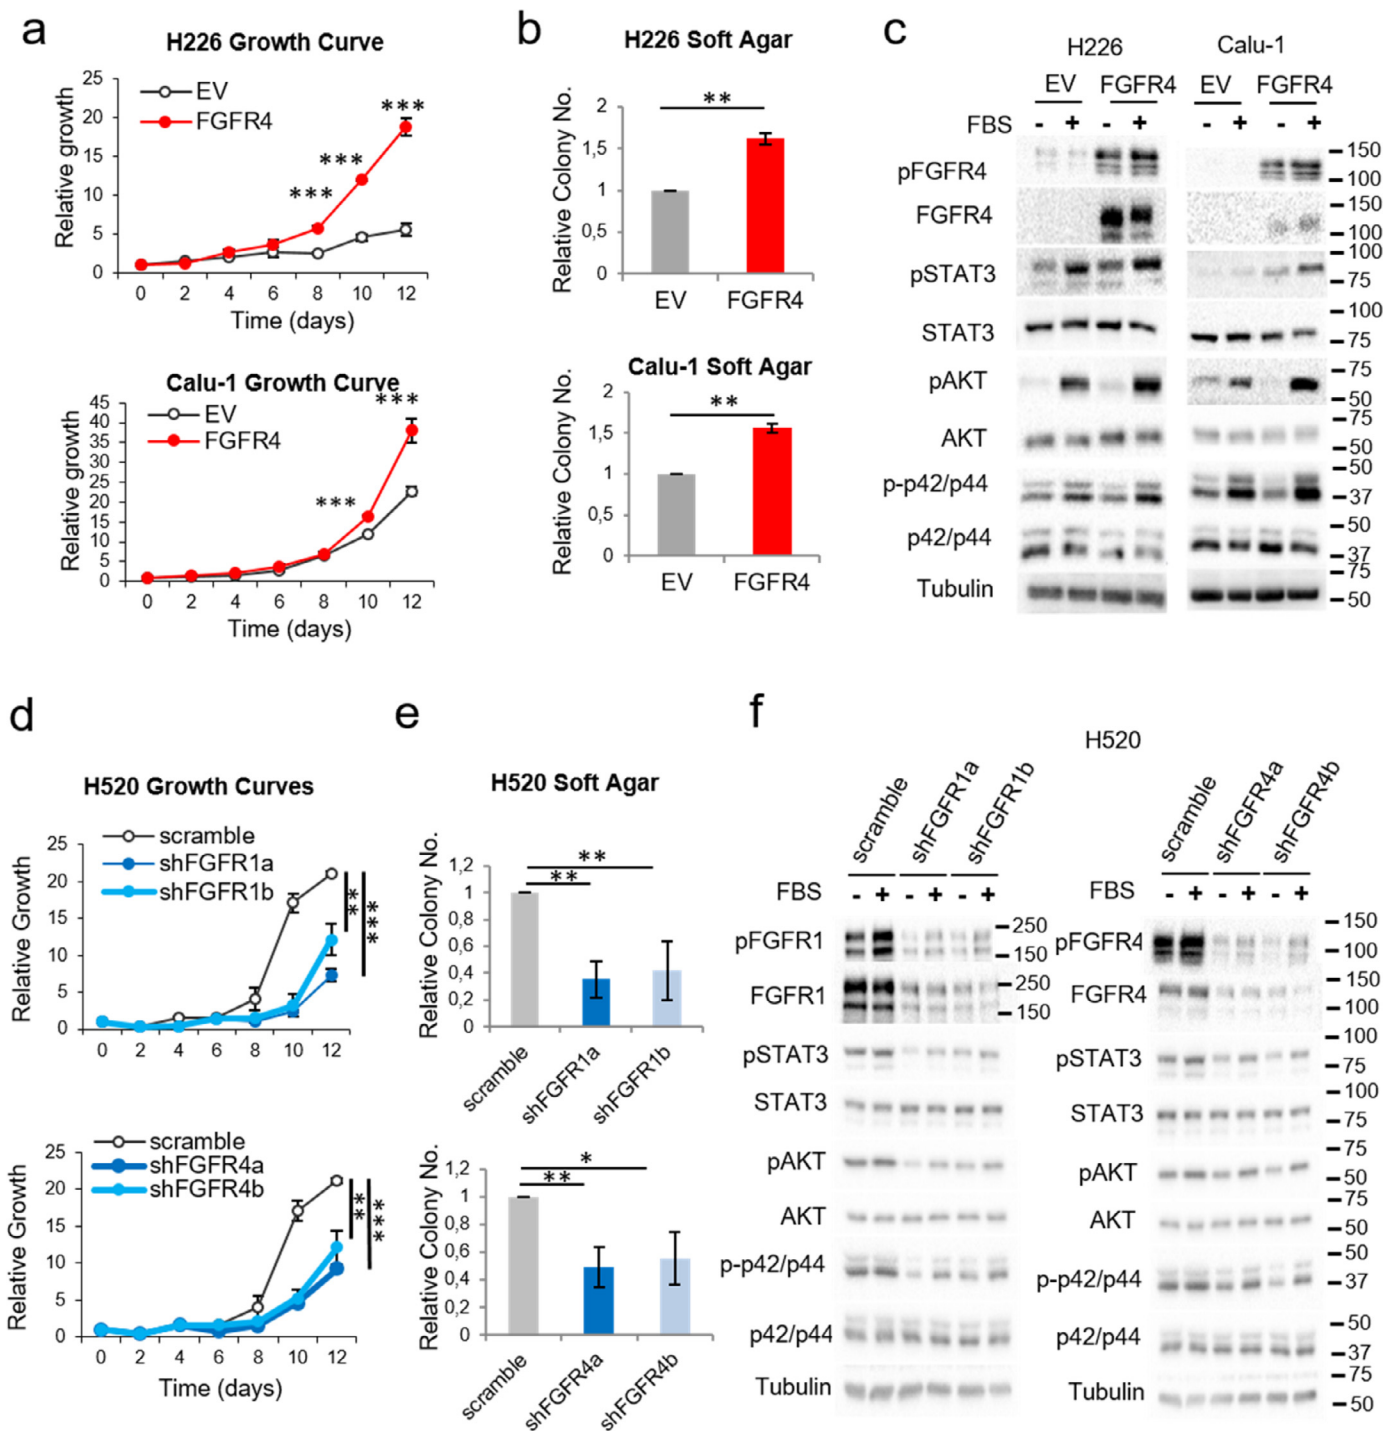 a
H226 Growth Curve
EV
FGFR4
Relative growth
25
20
15
10
5
0
***
***
***
0 2 4 6 8 10 12
Time (days)
Calu-1 Growth Curve
EV
FGFR4
Relative growth
45
40
35
30
25
20
15
10
5
0
***
***
0 2 4 6 8 10 12
Time (days)
b
H226 Soft Agar
Relative Colony No.
2
1,5
1
0,5
0
**
EV FGFR4
Calu-1 Soft Agar
Relative Colony No.
2
1,5
1
0,5
0
**
EV FGFR4
c
H226 Calu-1
EV FGFR4 EV FGFR4
FBS - + - + - + - +
pFGFR4 150
100
FGFR4 150
100
pSTAT3 100
75
STAT3 100
75
pAKT 75
50
AKT 75
50
p-p42/p44 50
37
p42/p44 50
37
Tubulin 75
50
d
H520 Growth Curves
scramble
shFGFR1a
shFGFR1b
Relative Growth
25
20
15
10
5
0
**
***
0 2 4 6 8 10 12
scramble
shFGFR4a
shFGFR4b
Relative Growth
25
20
15
10
5
0
**
***
0 2 4 6 8 10 12
Time (days)
e
H520 Soft Agar
Relative Colony No.
1,2
1
0,8
0,6
0,4
0,2
0
**
**
scramble shFGFR1a shFGFR1b
Relative Colony No.
1,2
1
0,8
0,6
0,4
0,2
0
*
**
scramble shFGFR4a shFGFR4b
f
H520
scramble shFGFR1a shFGFR1b
FBS - + - + - +
pFGFR1 250
150
FGFR1 250
150
pSTAT3
STAT3
pAKT
AKT
p-p42/p44
p42/p44
Tubulin
scramble shFGFR4a shFGFR4b
FBS - + - + - +
pFGFR4 150
100
FGFR4 150
100
pSTAT3 100
75
STAT3 100
75
pAKT 75
50
AKT 75
50
p-p42/p44 50
37
p42/p44 50
37
Tubulin 75
50